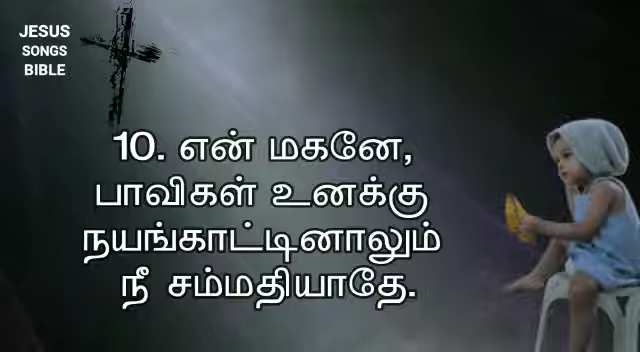 JESUS
SONGS
BIBLE
10. என் மகனே,
பாவிகள் உனக்கு
நயங்காட்டினாலும்
நீ சம்மதியாதே.